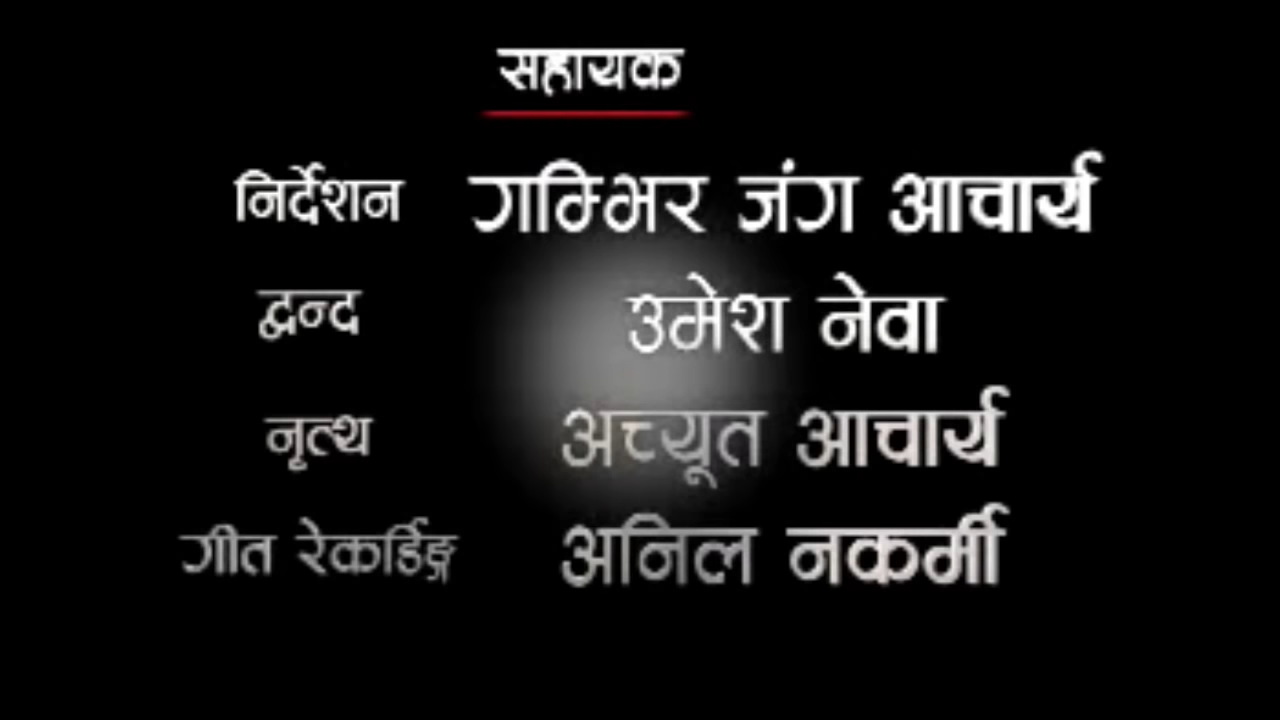 सहायक
निर्देशन गम्भिर जंग आचार्य
द्वन्द उमेश नेवा
नृत्थ अच्यूत आचार्य
गीत रेकर्डिङ्ग अनिल नकर्मी